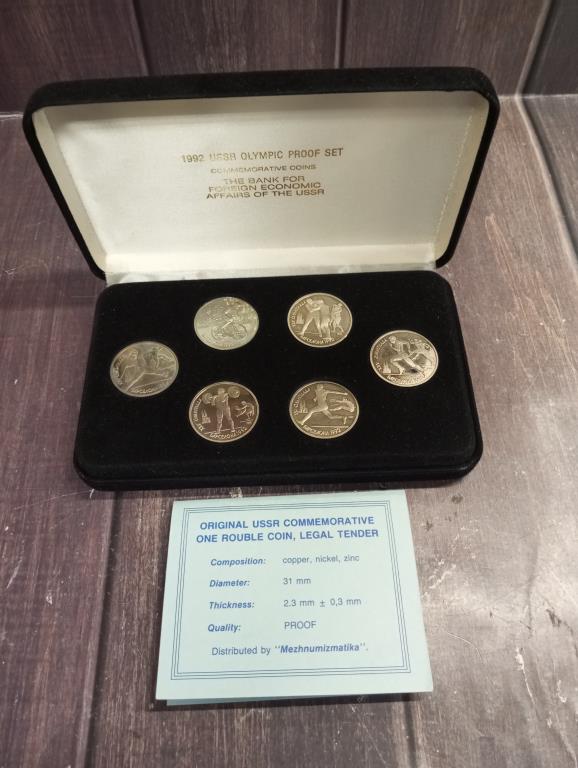 1992 USSR OLYMPIC PROOF SET
COMMEMORATIVE COINS
THE BANK FOR
FOREIGN ECONOMIC
AFFAIRS OF THE USSR
ORIGINAL USSR COMMEMORATIVE
ONE ROUBLE COIN, LEGAL TENDER
Composition: copper, nickel, zinc
Diameter: 31 mm
Thickness: 2.3 mm ± 0,3 mm
Quality: PROOF
Distributed by "Mezhnumizmatika".